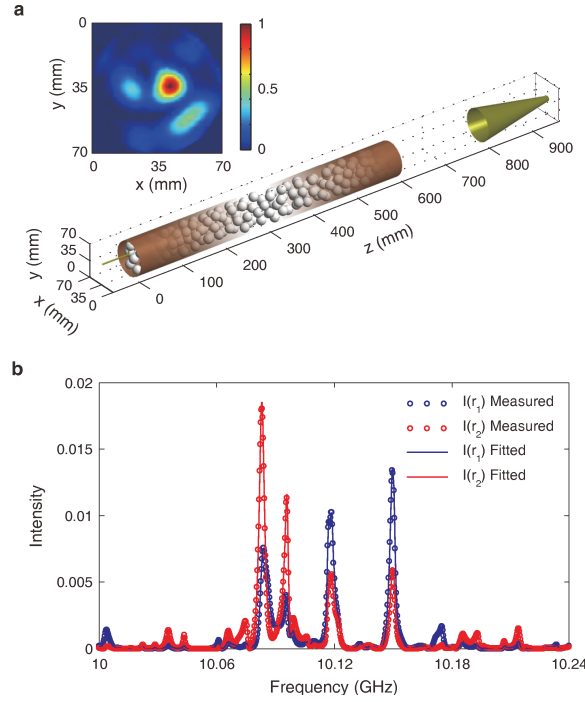 a
0
35
70
y (mm)
0
35
70
x (mm)
1
0.5
0
70
35
0
y (mm)
70
35
0
x (mm)
0
100
200
300
400
500
600
700
800
900
z (mm)
b
0.02
0.015
0.01
0.005
0
Intensity
I(r1) Measured
I(r2) Measured
I(r1) Fitted
I(r2) Fitted
10
10.06
10.12
10.18
10.24
Frequency (GHz)